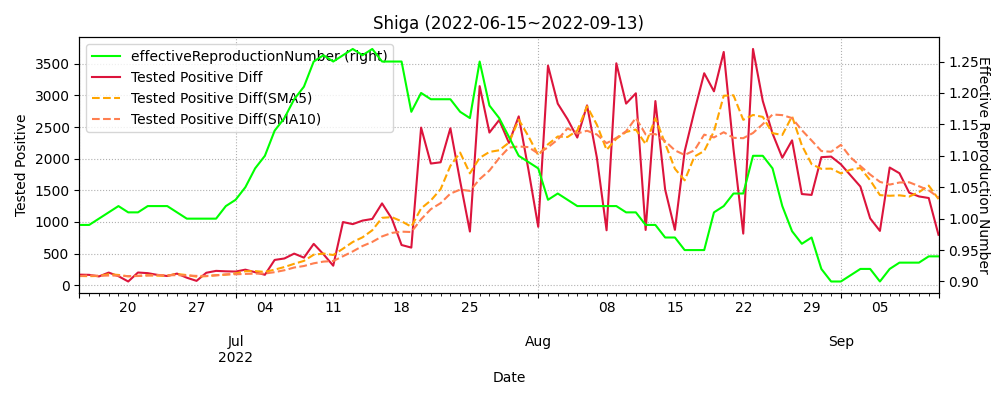 Shiga (2022-06-15~2022-09-13)
effectiveReproductionNumber (right)
Tested Positive Diff
Tested Positive Diff(SMA5)
Tested Positive Diff(SMA10)
Tested Positive
3500
3000
2500
2000
1500
1000
500
0
Effective Reproduction Number
1.25
1.20
1.15
1.10
1.05
1.00
0.95
0.90
20 27 04 11 18 25 08 15 22 29 05
Jul Aug Sep
2022
Date